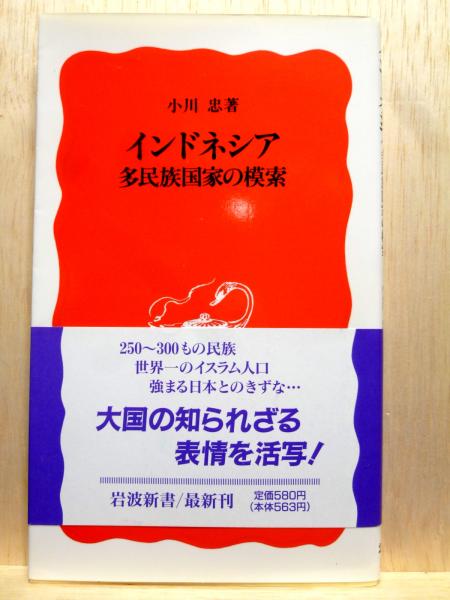 小川 忠著
インドネシア
多民族国家の模索
250〜300もの民族
世界一のイスラム人口
強まる日本とのきずな…
大国の知られざる
表情を活写!
岩波新書/最新刊
定価580円
(本体563円)